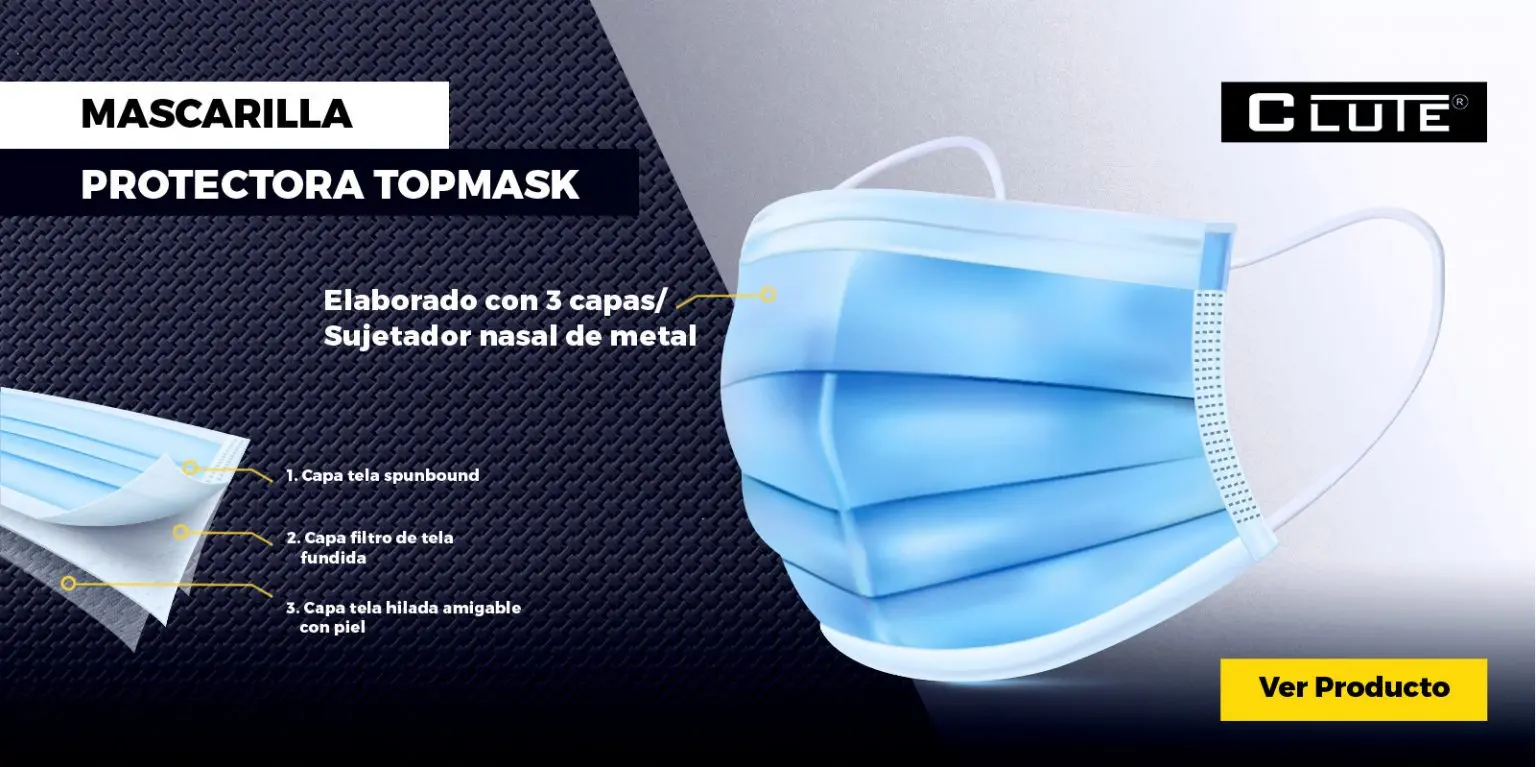 MASCARILLA
PROTECTORA TOPMASK
CLUTE®
Elaborado con 3 capas/
Sujetador nasal de metal
1. Capa tela spunbound
2. Capa filtro de tela
fundida
3. Capa tela hilada amigable
con piel
Ver Producto